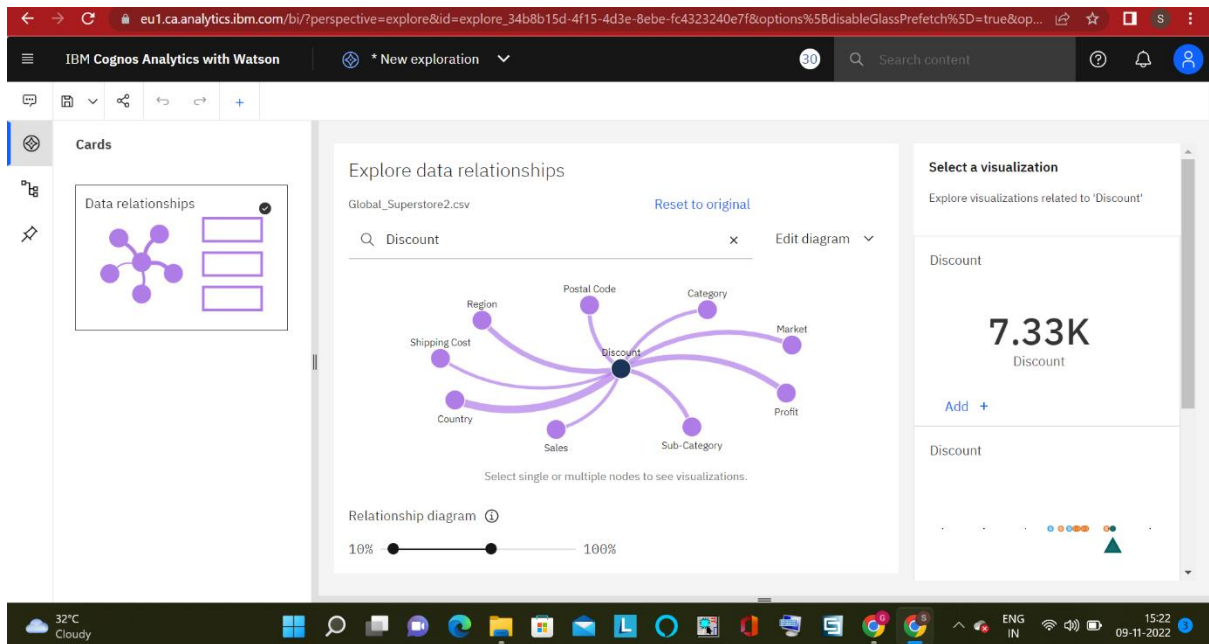 eu1.ca.analytics.ibm.com/bi/?perspective=explore&id=explore_34b8b15d-4f15-4d3e-8ebe-fc4323240e7f&options%5BdisableGlassPrefetch%5D=true&op...
S
IBM Cognos Analytics with Watson
* New exploration
30
Search content
Cards
Data relationships
Explore data relationships
Global_Superstore2.csv
Reset to original
Discount
Edit diagram
Postal Code
Category
Region
Market
Shipping Cost
Discount
Country
Profit
Sales
Sub-Category
Select single or multiple nodes to see visualizations.
Relationship diagram
10%
100%
Select a visualization
Explore visualizations related to 'Discount'
Discount
7.33K
Discount
Add +
Discount
32°C
Cloudy
L
S
G
S
ENG
IN
15:22
09-11-2022
3